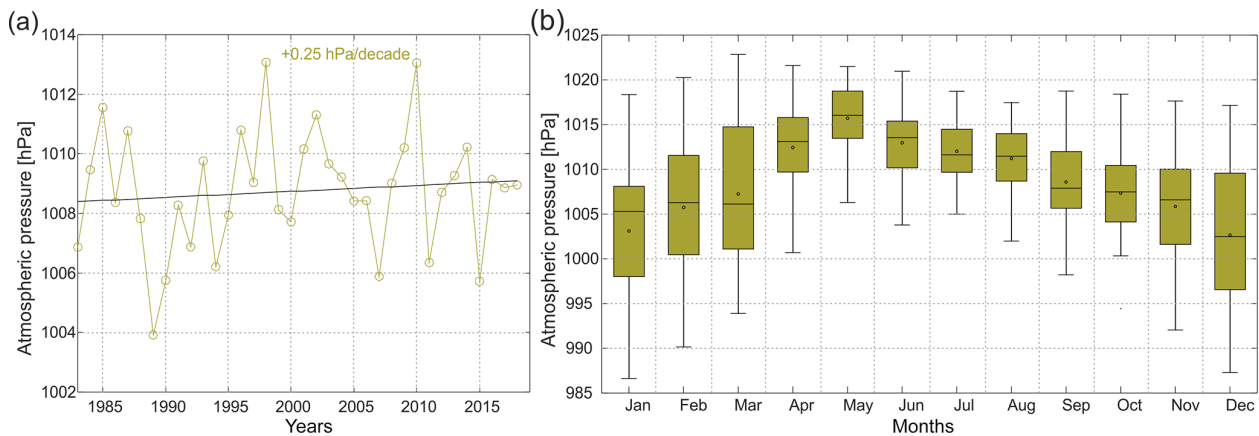 (a)
Atmospheric pressure [hPa]
1014
1012
1010
1008
1006
1004
1002
+0.25 hPa/decade
1985 1990 1995 2000 2005 2010 2015
Years
(b)
Atmospheric pressure [hPa]
1025
1020
1015
1010
1005
1000
995
990
985
Jan Feb Mar Apr May Jun Jul Aug Sep Oct Nov Dec
Months